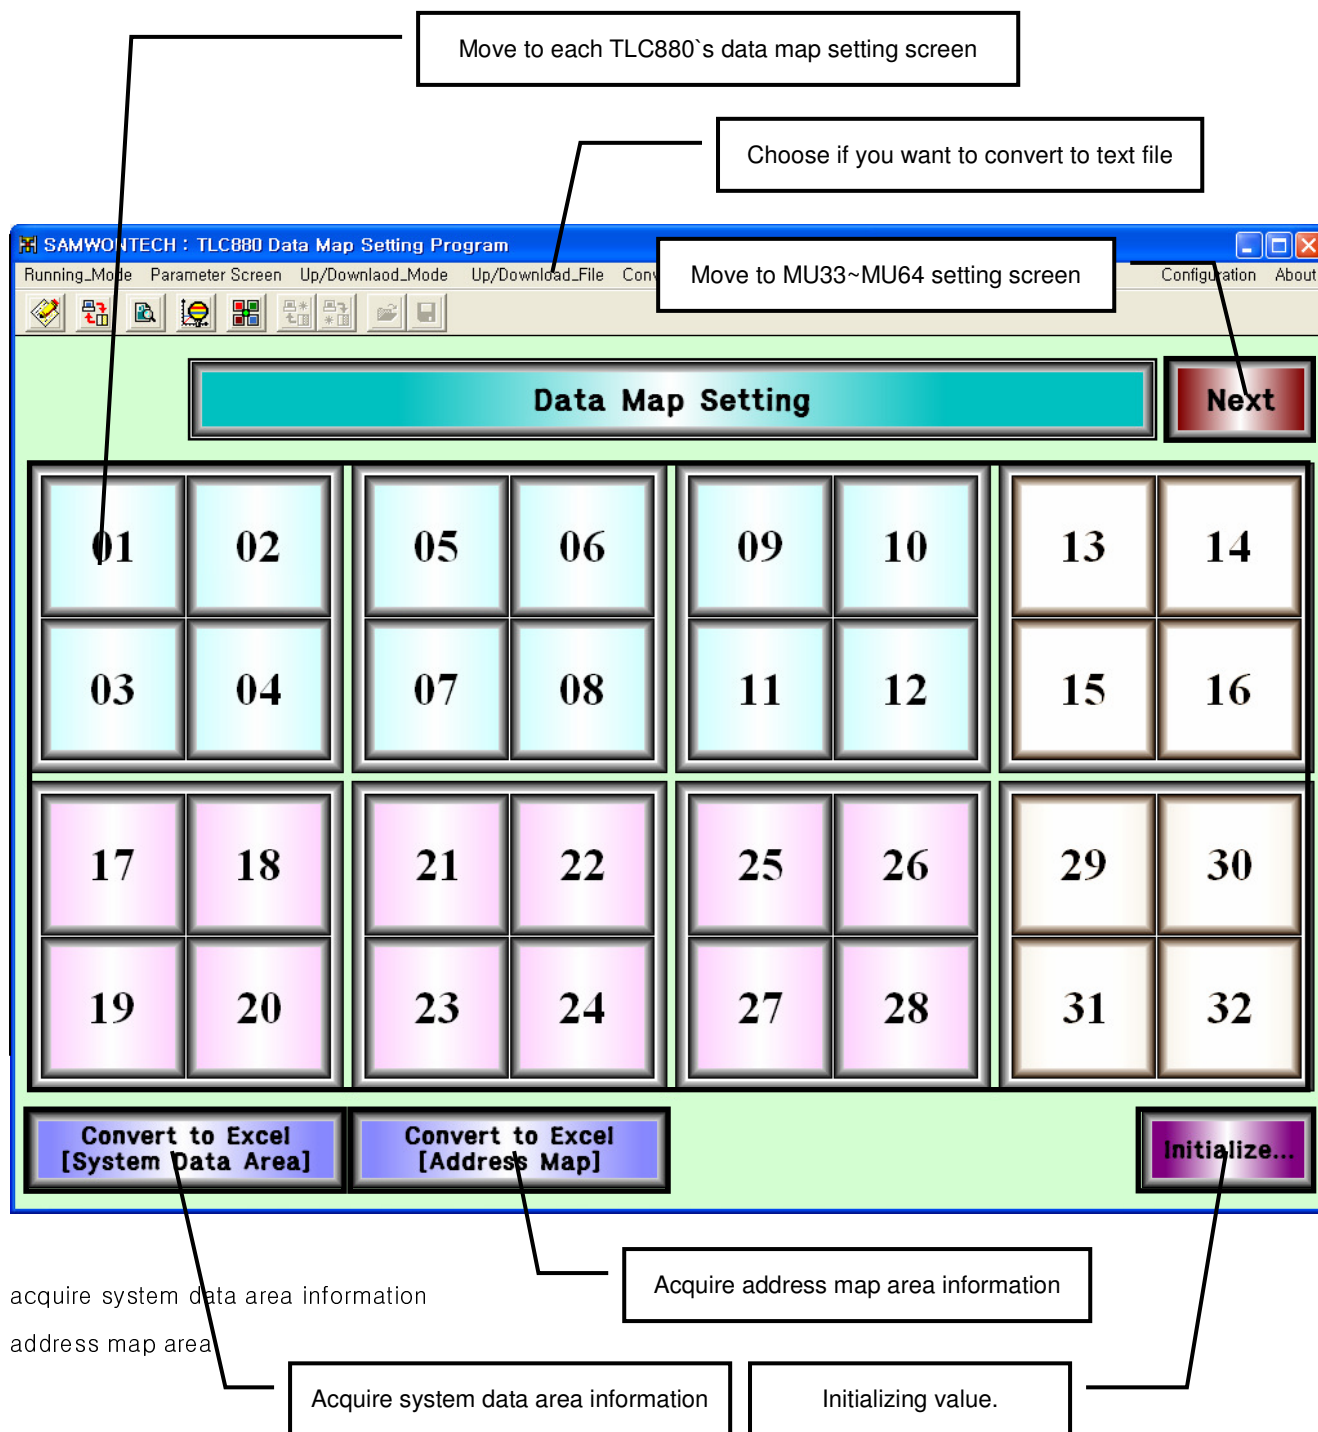 Move to each TLC880`s data map setting screen
Choose if you want to convert to text file
SAMWONTECH : TLC880 Data Map Setting Program
Move to MU33~MU64 setting screen
Running_Mode Parameter Screen Up/Downlaod_Mode Up/Download_File Conv Configuration About
Data Map Setting
Next
01 02 05 06 09 10 13 14
03 04 07 08 11 12 15 16
17 18 21 22 25 26 29 30
19 20 23 24 27 28 31 32
Convert to Excel
[System Data Area]
Convert to Excel
[Address Map]
Initialize...
Acquire address map area information
acquire system data area information
address map area
Acquire system data area information
Initializing value.